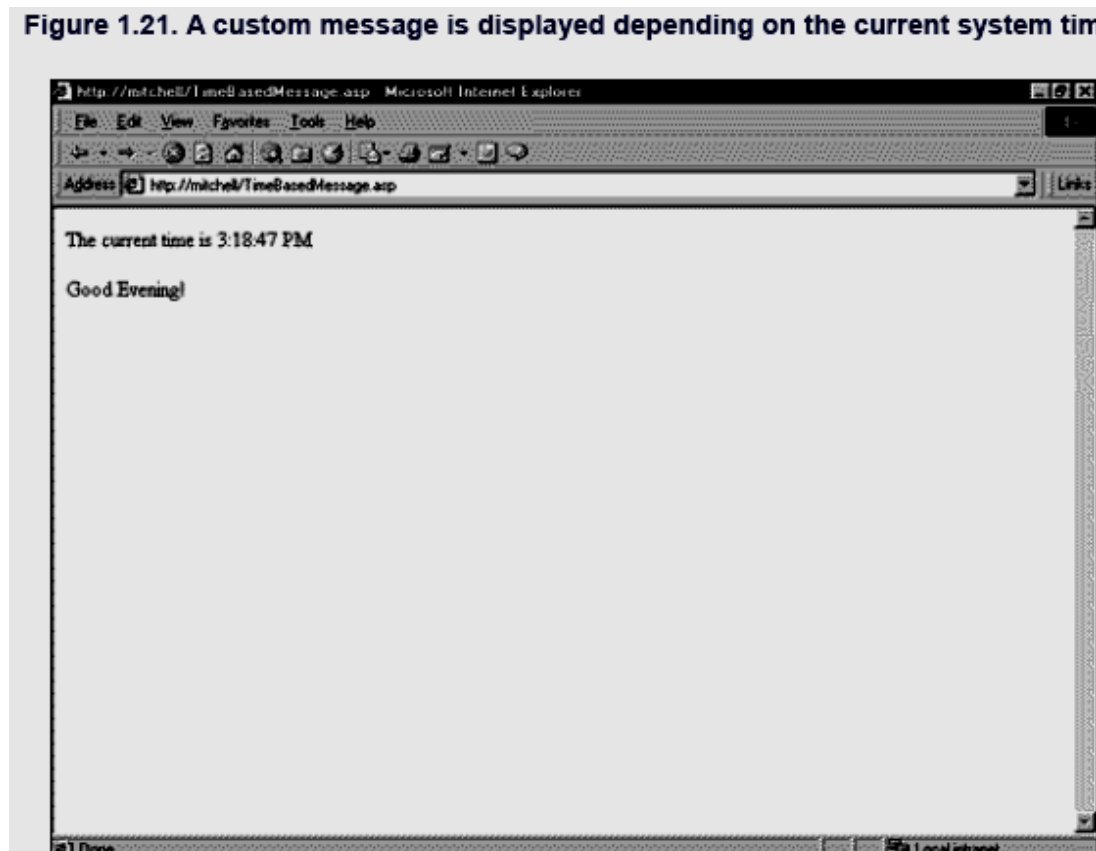 Figure 1.21. A custom message is displayed depending on the current system tim
http://mitchell/TimeBasedMessage.asp Microsoft Internet Explorer
File Edit View Favorites Tools Help
Address http://mitchell/TimeBasedMessage.asp Links
The current time is 3:18:47 PM
Good Evening!
Done Local intranet